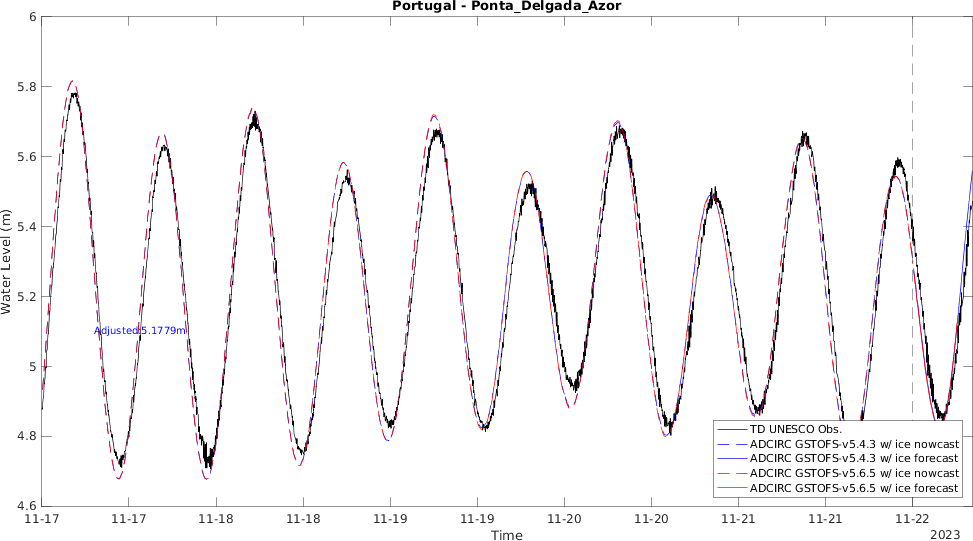 Portugal - Ponta_Delgada_Azor
6
5.8
5.6
5.4
5.2
5
4.8
4.6
Water Level (m)
Adjusted:5.1779m
TD UNESCO Obs.
ADCIRC GSTOFS-v5.4.3 w/ ice nowcast
ADCIRC GSTOFS-v5.4.3 w/ ice forecast
ADCIRC GSTOFS-v5.6.5 w/ ice nowcast
ADCIRC GSTOFS-v5.6.5 w/ ice forecast
11-17 11-17 11-18 11-18 11-19 11-19 11-20 11-20 11-21 11-21 11-22
Time
2023